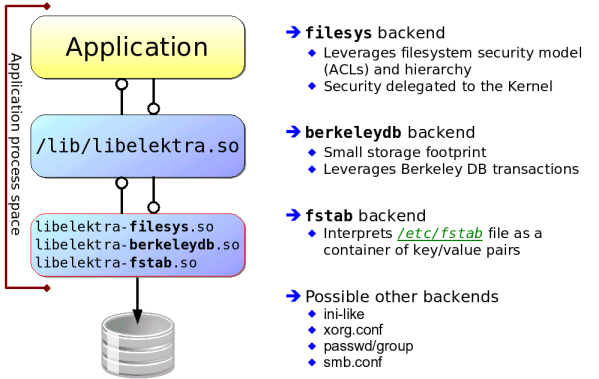 Application process space
Application
/lib/libelektra.so
libelektra-filesys.so
libelektra-berkeleydb.so
libelektra-fstab.so
filesys backend
Leverages filesystem security model
(ACLs) and hierarchy
Security delegated to the Kernel
berkeleydb backend
Small storage footprint
Leverages Berkeley DB transactions
fstab backend
Interprets /etc/fstab file as a
container of key/value pairs
Possible other backends
ini-like
xorg.conf
passwd/group
smb.conf